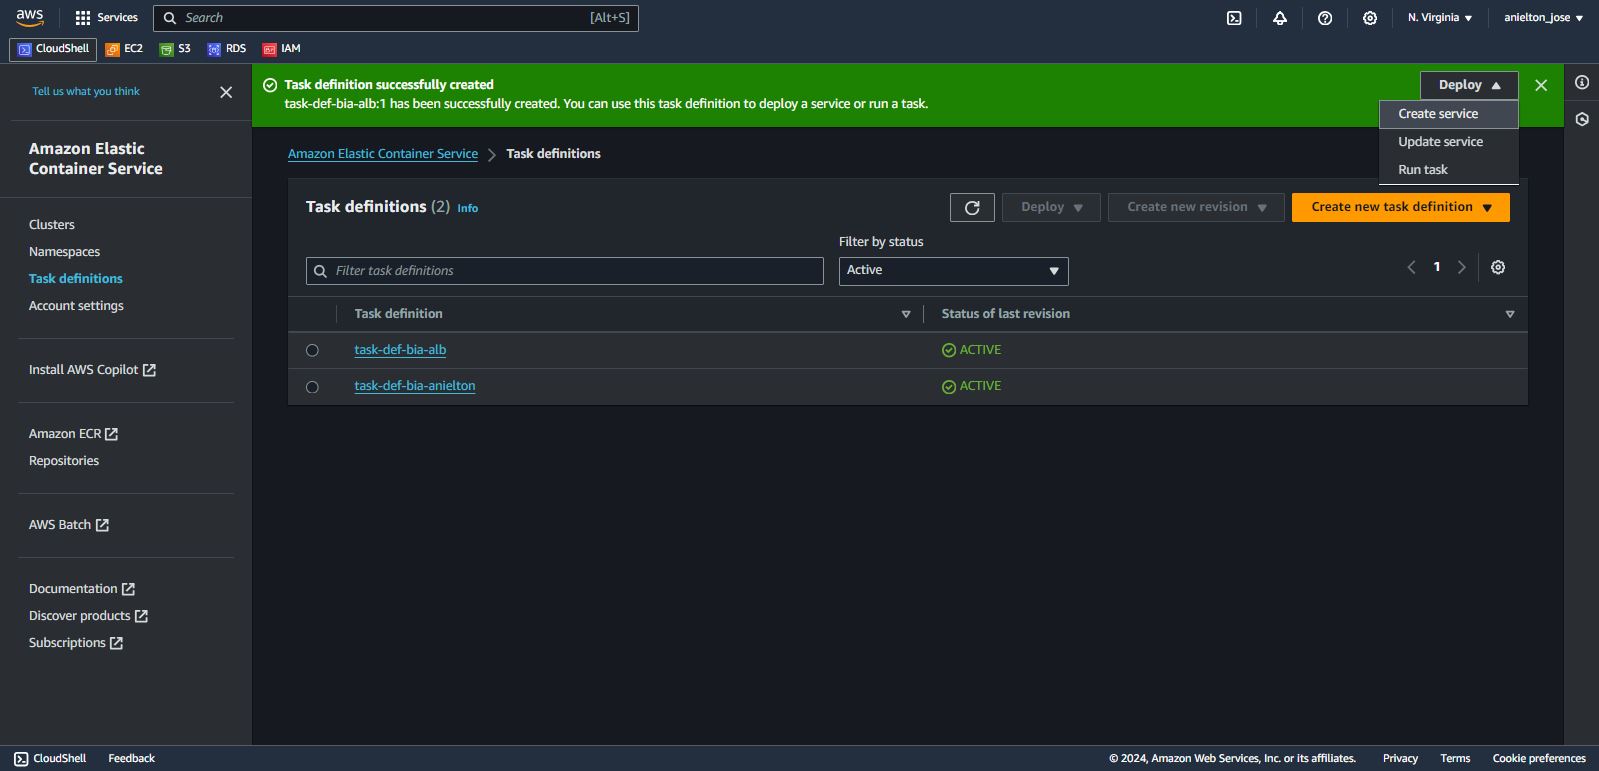 aws
Services
Search
[Alt+S]
N. Virginia
anielton_jose
CloudShell
EC2
S3
RDS
IAM
Tell us what you think
Amazon Elastic
Container Service
Clusters
Namespaces
Task definitions
Account settings
Install AWS Copilot
Amazon ECR
Repositories
AWS Batch
Documentation
Discover products
Subscriptions
Task definition successfully created
task-def-bia-alb:1 has been successfully created. You can use this task definition to deploy a service or run a task.
Deploy
Create service
Update service
Run task
Amazon Elastic Container Service
Task definitions
Task definitions (2) Info
Deploy
Create new revision
Create new task definition
Filter by status
Filter task definitions
Active
1
Task definition
Status of last revision
task-def-bia-alb
ACTIVE
task-def-bia-anielton
ACTIVE
CloudShell
Feedback
© 2024, Amazon Web Services, Inc. or its affiliates.
Privacy
Terms
Cookie preferences